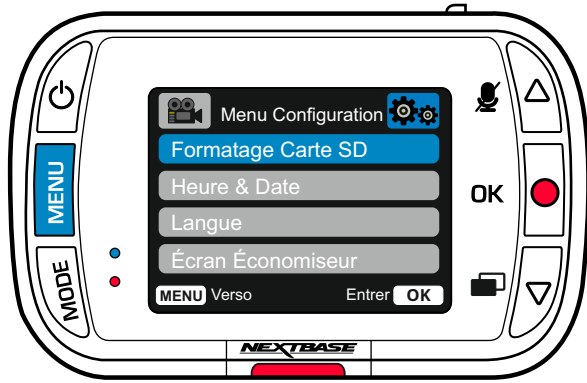 Menu Configuration
Formatage Carte SD
MENU
Heure & Date
OK
Langue
Écran Économiseur
MODE
MENU Verso Entrer OK
NEXTBASE